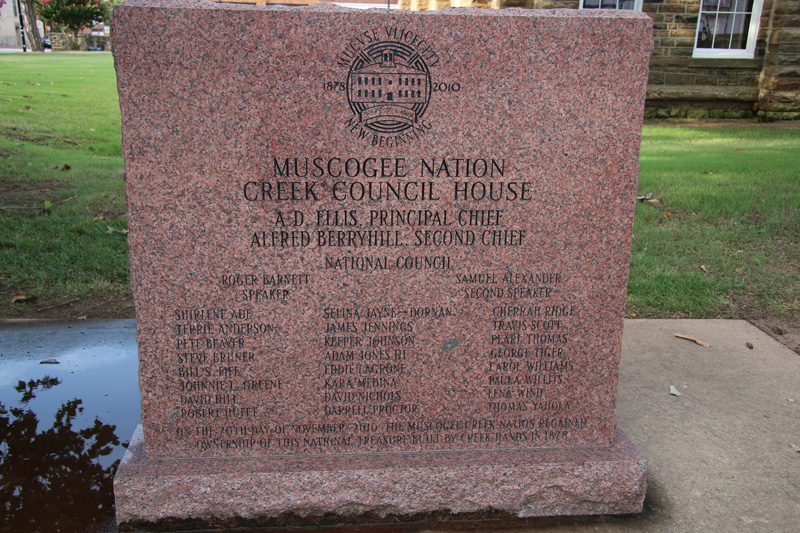 MVCVSE VLICECETV
1878 2010
NEW BEGINNING
MUSCOGEE NATION
CREEK COUNCIL HOUSE
A.D. ELLIS, PRINCIPAL CHIEF
ALFRED BERRYHILL, SECOND CHIEF
NATIONAL COUNCIL
ROGER BARNETT
SPEAKER
SAMUEL ALEXANDER
SECOND SPEAKER
SHIRLENE ADE
TERRIE ANDERSON
PETE BEAVER
STEVE BRUNER
BILL S. FIFE
JOHNNIE L. GREENE
DAVID HILL
ROBERT HUFFT
SELINA JAYNE-DORNAN
JAMES JENNINGS
KEEPER JOHNSON
ADAM JONES III
EDDIE LAGRONE
KARA MEDINA
DAVID NICHOLS
DARRELL PROCTOR
CHERRAH RIDGE
TRAVIS SCOTT
PEARL THOMAS
GEORGE TIGER
CAROL WILLIAMS
PAULA WILLITS
LENA WIND
THOMAS YAHOLA
ON THE 20TH DAY OF NOVEMBER 2010 THE MUSCOGEE CREEK NATION REGAINED
OWNERSHIP OF THIS NATIONAL TREASURE BUILT BY CREEK HANDS IN 1878